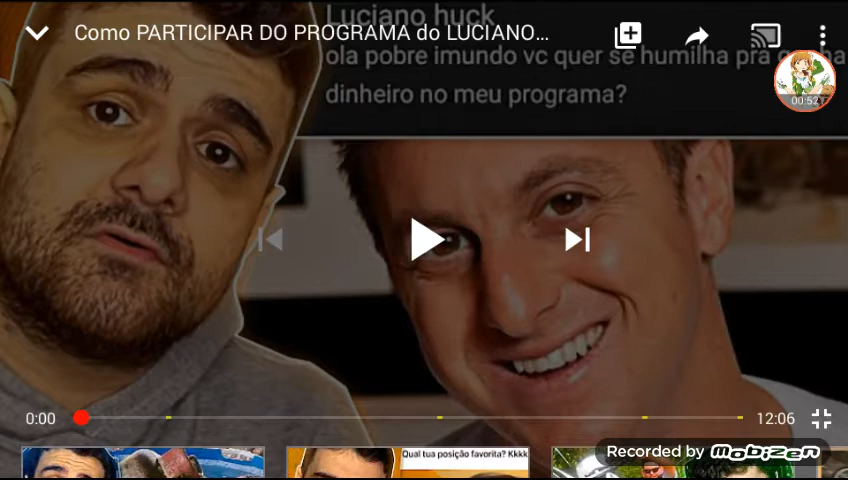 Luciano huck
Como PARTICIPAR DO PROGRAMA do LUCIANO...
ola pobre imundo vc quer se humilha pra ganha
dinheiro no meu programa?
00:52
0:00
12:06
Qual tua posição favorita? Kkkk
Recorded by Mobizen